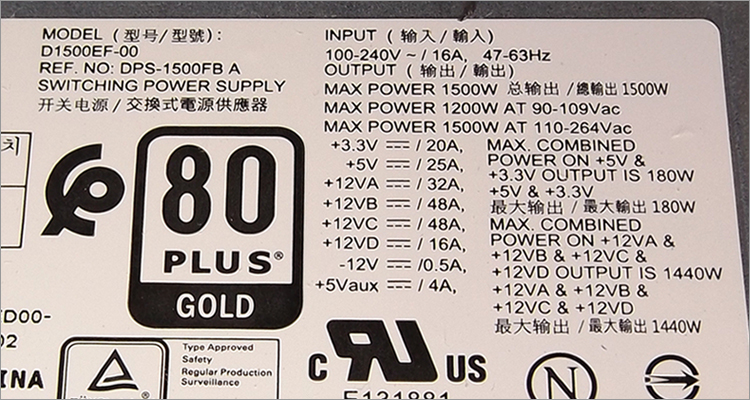 MODEL (型号/型號):
D1500EF-00
REF. NO: DPS-1500FB A
SWITCHING POWER SUPPLY
开关电源 / 交換式電源供應器
치
80
PLUS®
GOLD
INPUT (输入/輸入)
100-240V ~ / 16A, 47-63Hz
OUTPUT (输出/輸出)
MAX POWER 1500W 总输出 /總輸出 1500W
MAX POWER 1200W AT 90-109Vac
MAX POWER 1500W AT 110-264Vac
+3.3V ⎓ / 20A,
+5V ⎓ / 25A,
+12VA ⎓ / 32A,
+12VB ⎓ / 48A,
+12VC ⎓ / 48A,
+12VD ⎓ / 16A,
-12V ⎓ /0.5A,
+5Vaux ⎓ / 4A,
MAX. COMBINED
POWER ON +5V &
+3.3V OUTPUT IS 180W
+5V & +3.3V
最大输出 / 最大輸出 180W
MAX. COMBINED
POWER ON +12VA &
+12VB & +12VC &
+12VD OUTPUT IS 1440W
+12VA & +12VB &
+12VC & +12VD
最大输出 / 最大輸出 1440W
D00-
02
INA
Type Approved
Safety
Regular Production
Surveillance
C RU US
E131881
N